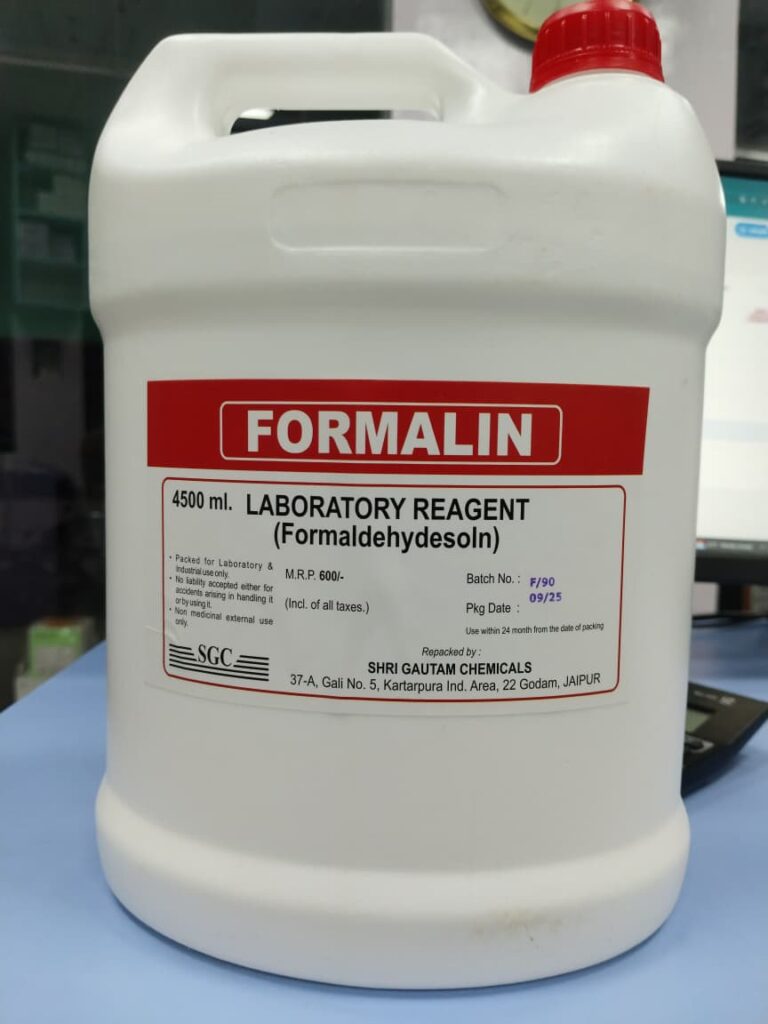 FORMALIN
4500 ml. LABORATORY REAGENT
(Formaldehydesoln)
• Packed for Laboratory &
Industrial use only.
• No liability accepted either for
accidents arising in handling it
or by using it.
• Non medicinal external use
only.
M.R.P. 600/-
(Incl. of all taxes.)
Batch No. : F/90
09/25
Pkg Date :
Use within 24 month from the date of packing
SGC
Repacked by :
SHRI GAUTAM CHEMICALS
37-A, Gali No. 5, Kartarpura Ind. Area, 22 Godam, JAIPUR